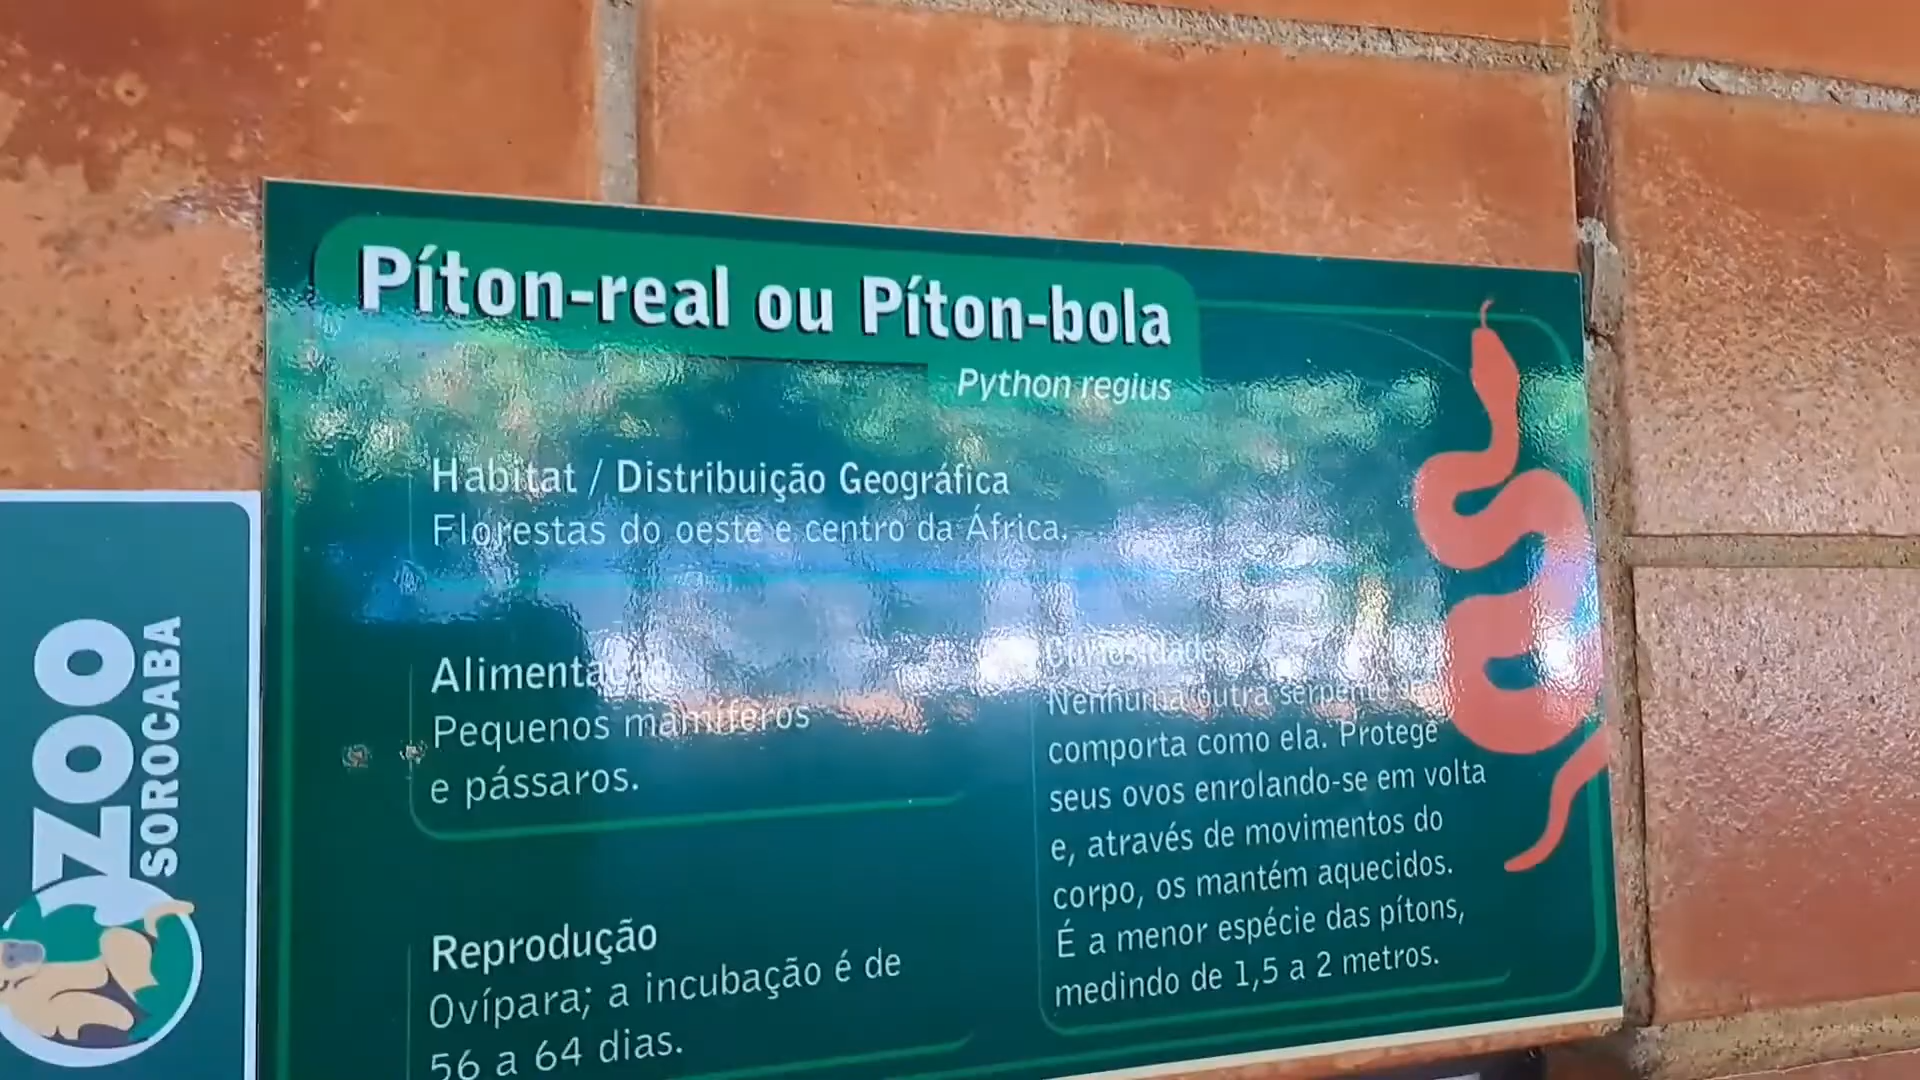 Píton-real ou Píton-bola
Python regius
Habitat / Distribuição Geográfica
Florestas do oeste e centro da África.
Alimentação
Pequenos mamíferos
e pássaros.
Reprodução
Ovípara; a incubação é de
56 a 64 dias.
Curiosidades
Nenhuma outra serpente se
comporta como ela. Protege
seus ovos enrolando-se em volta
e, através de movimentos do
corpo, os mantém aquecidos.
É a menor espécie das pítons,
medindo de 1,5 a 2 metros.
ZOO
SOROCABA